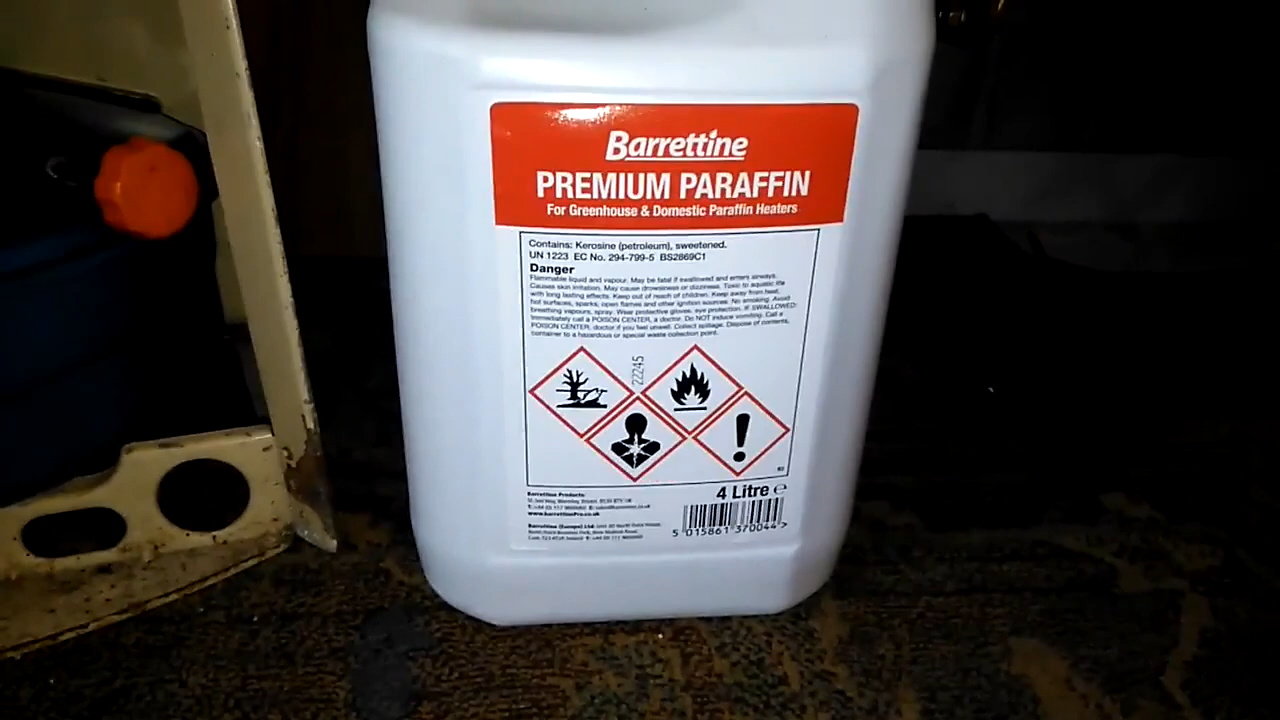 Barrettine
PREMIUM PARAFFIN
For Greenhouse & Domestic Paraffin Heaters
Contains: Kerosine (petroleum), sweetened.
UN 1223 EC No. 294-799-5 BS2869C1
Danger
Flammable liquid and vapour. May be fatal if swallowed and enters airways.
Causes skin irritation. May cause drowsiness or dizziness. Toxic to aquatic life
with long lasting effects. Keep out of reach of children. Keep away from heat,
hot surfaces, sparks, open flames and other ignition sources. No smoking. Avoid
breathing vapours, spray. Wear protective gloves, eye protection. IF SWALLOWED:
Immediately call a POISON CENTER, a doctor. Do NOT induce vomiting. Call a
POISON CENTER, doctor if you feel unwell. Collect spillage. Dispose of contents,
container to a hazardous or special waste collection point.
22245
4 Litre ℮
Barrettine Products:
www.barrettinePro.co.uk
Barrettine (Europe) Ltd:
5 015861 370044 >